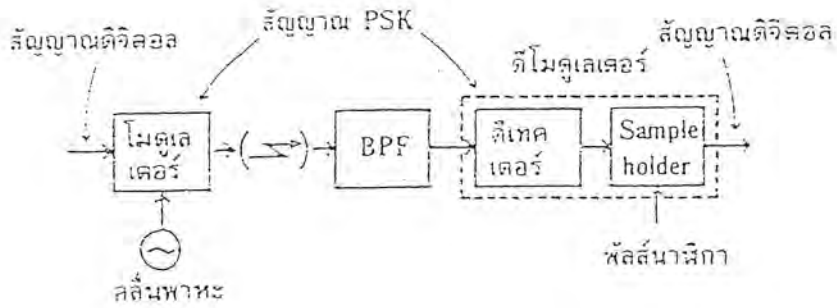 สัญญาณดิจิตอล
สัญญาณ PSK
สัญญาณดิจิตอล
ดีโมดูเลเตอร์
โมดูเล
เตอร์
BPF
ดีเทค
เตอร์
Sample
holder
คลื่นพาหะ
พัลส์นาฬิกา